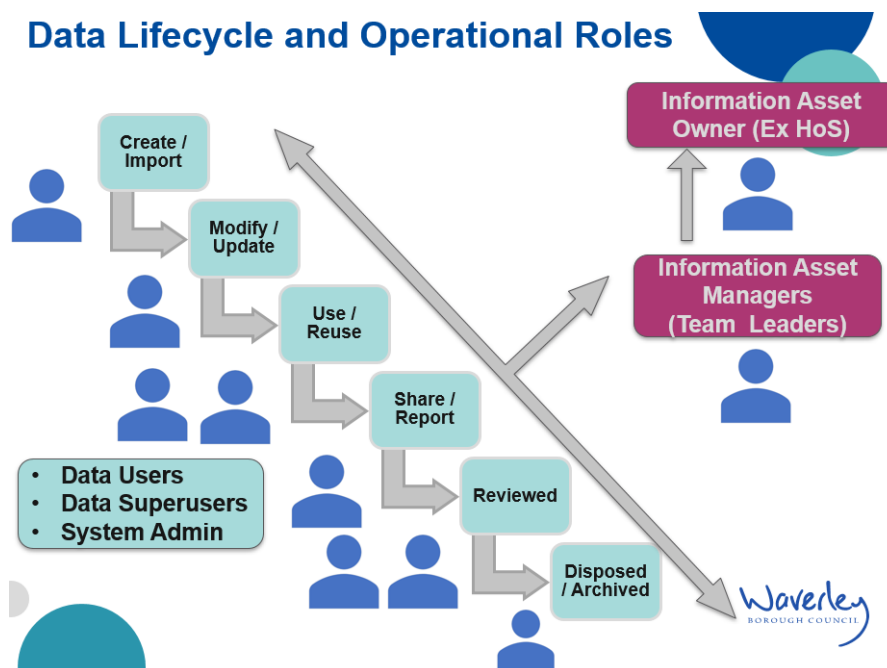 Data Lifecycle and Operational Roles
Information Asset
Owner (Ex HoS)
Create /
Import
Modify /
Update
Information Asset
Managers
(Team Leaders)
Use /
Reuse
Share /
Report
• Data Users
• Data Superusers
• System Admin
Reviewed
Disposed
/ Archived
Waverley
BOROUGH COUNCIL